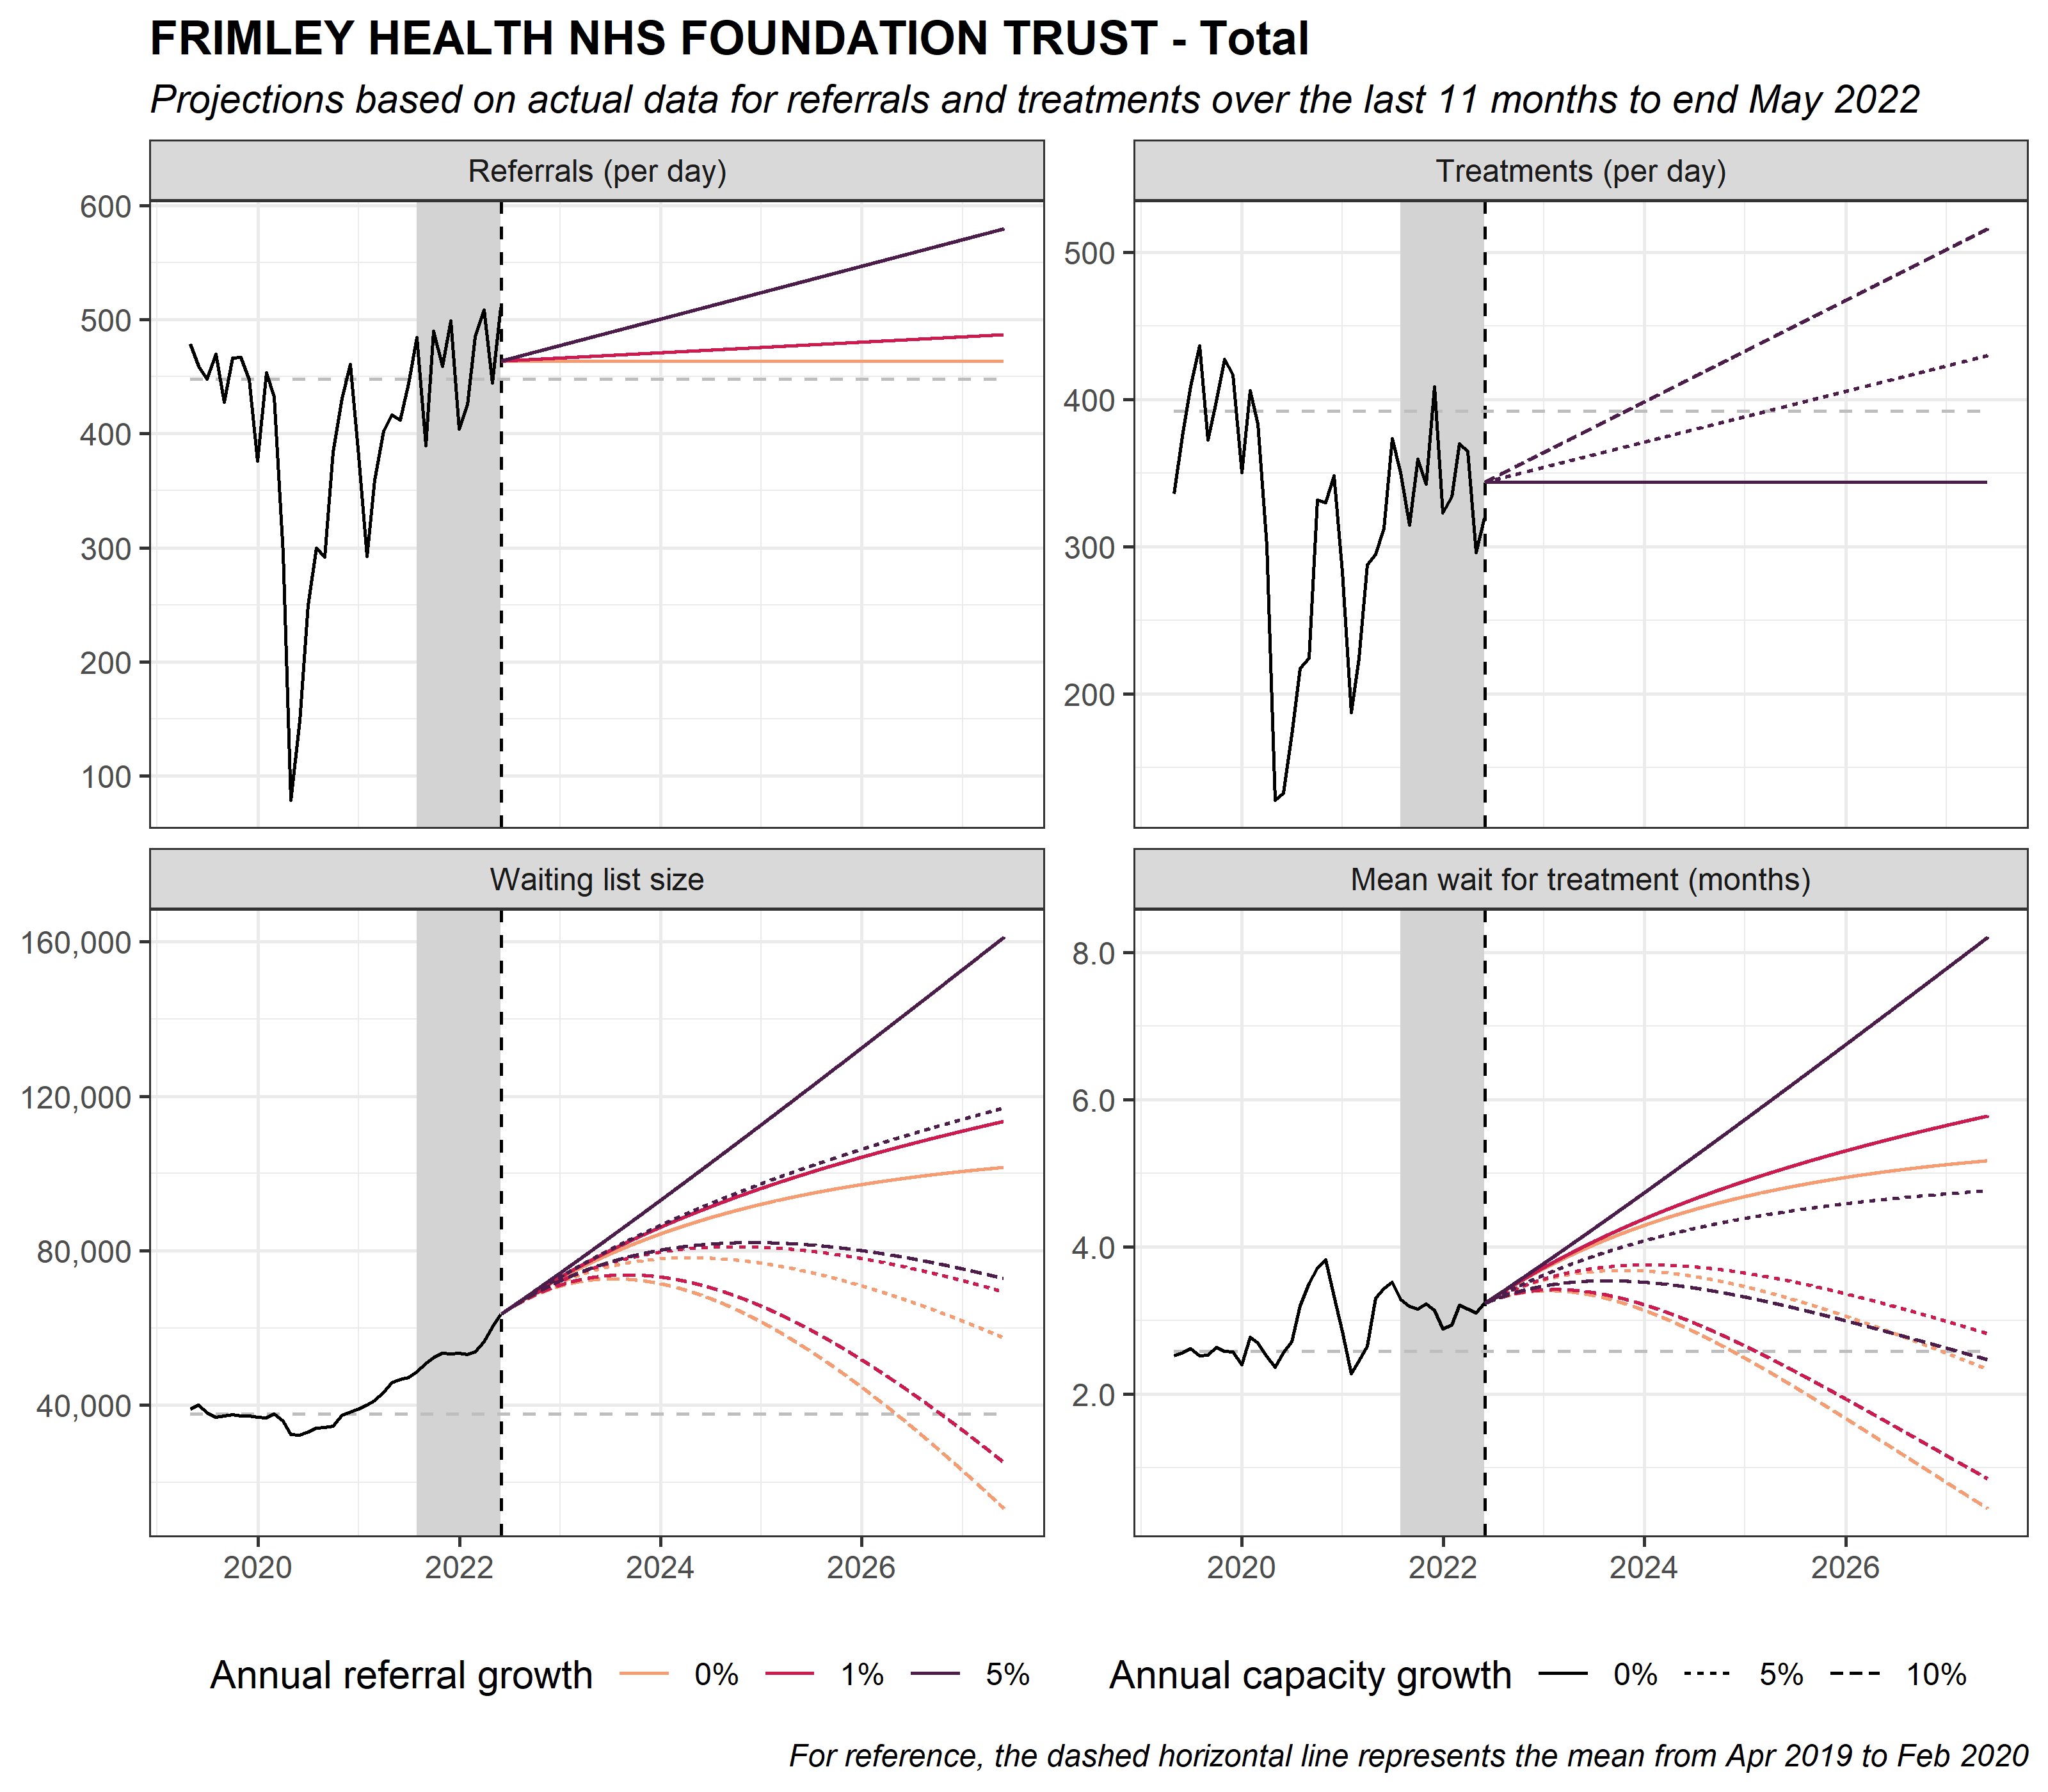 FRIMLEY HEALTH NHS FOUNDATION TRUST - Total
Projections based on actual data for referrals and treatments over the last 11 months to end May 2022
Referrals (per day)
600
500
400
300
200
100
Treatments (per day)
500
400
300
200
Waiting list size
160,000
120,000
80,000
40,000
2020 2022 2024 2026
Mean wait for treatment (months)
8.0
6.0
4.0
2.0
2020 2022 2024 2026
Annual referral growth 0% 1% 5%
Annual capacity growth 0% 5% 10%
For reference, the dashed horizontal line represents the mean from Apr 2019 to Feb 2020